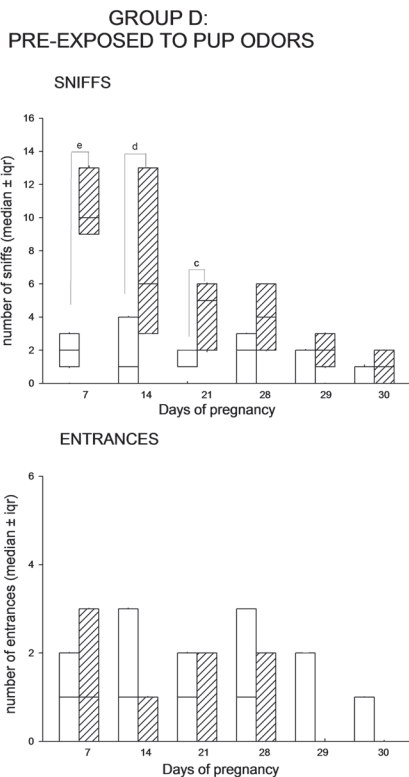 GROUP D:
PRE-EXPOSED TO PUP ODORS
SNIFFS
number of sniffs (median ± iqr)
16
14
12
10
8
6
4
2
0
e
d
c
7 14 21 28 29 30
Days of pregnancy
ENTRANCES
number of entrances (median ± iqr)
6
4
2
0
7 14 21 28 29 30
Days of pregnancy